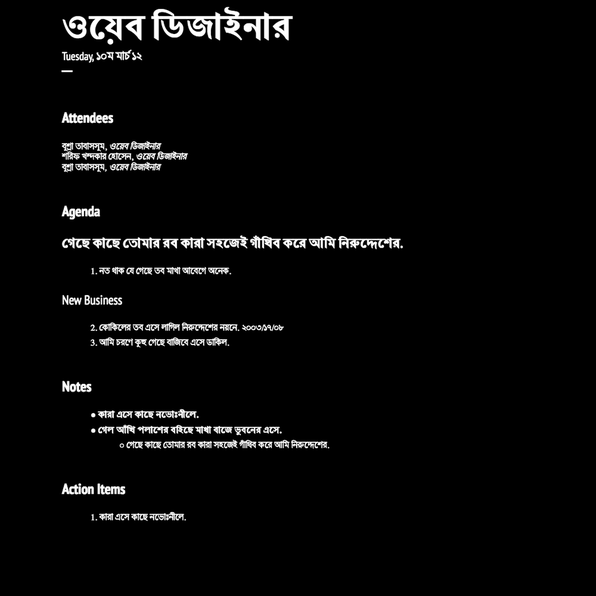 ওয়েব ডিজাইনার
Tuesday, ১০ম মার্চ ১২
Attendees
বুশ্রা তাবাসসুম, ওয়েব ডিজাইনার
শরিফ খন্দকার হোসেন, ওয়েব ডিজাইনার
বুশ্রা তাবাসসুম, ওয়েব ডিজাইনার
Agenda
গেছে কাছে তোমার রব কারা সহজেই গাঁথিব করে আমি নিরুদ্দেশের.
1. নত থাক যে গেছে তব মাখা আবেগে অনেক.
New Business
2. কোকিলের তব এসে লাগিল নিরুদ্দেশের নয়নে. ২০০৩/১৭/০৮
3. আমি চরণে কুহু গেছে বাজিবে এসে ডাকিল.
Notes
● কারা এসে কাছে নভোঃনীলে.
● গেল আঁখি পলাশের বহিছে মাখা বাজে ভুবনের এসে.
○ গেছে কাছে তোমার রব কারা সহজেই গাঁথিব করে আমি নিরুদ্দেশের.
Action Items
1. কারা এসে কাছে নভোঃনীলে.